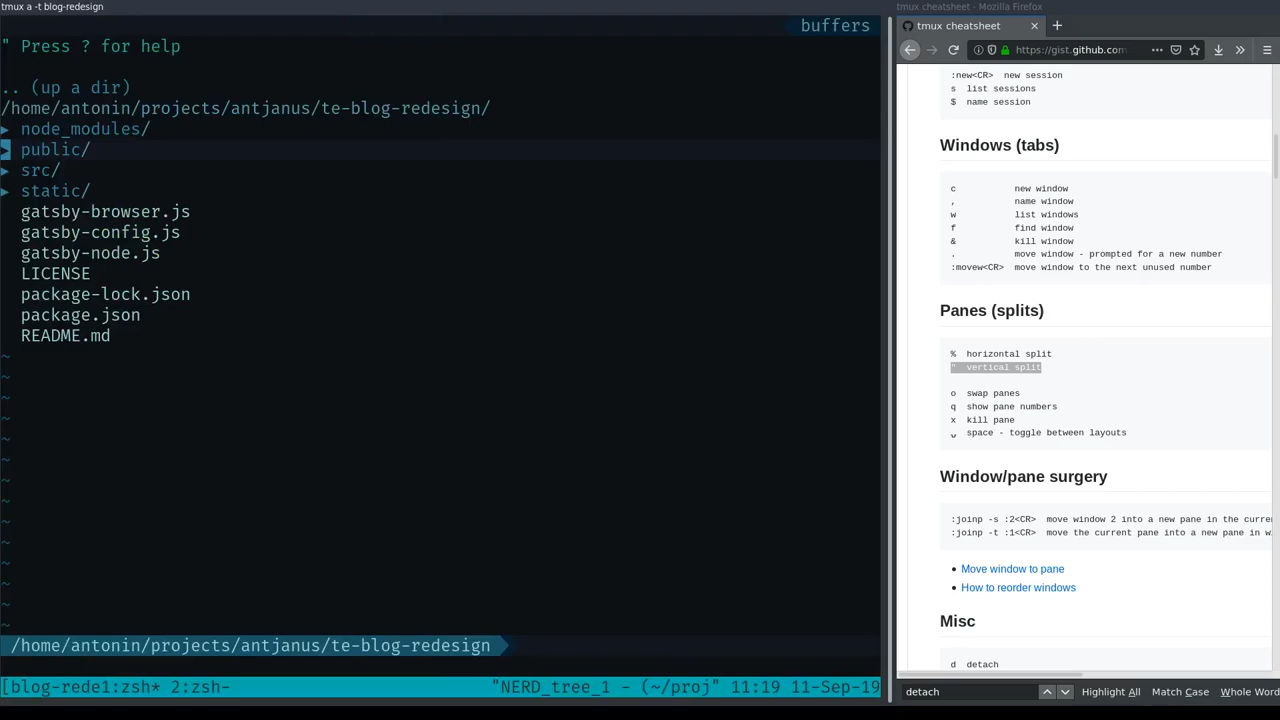 tmux a -t blog-redesign
buffers
" Press ? for help
.. (up a dir)
/home/antonin/projects/antjanus/te-blog-redesign/
▸ node_modules/
▸ public/
▸ src/
▸ static/
gatsby-browser.js
gatsby-config.js
gatsby-node.js
LICENSE
package-lock.json
package.json
README.md
~
~
~
~
~
~
~
~
~
~
~
~
~
~
/home/antonin/projects/antjanus/te-blog-redesign
[blog-rede1:zsh* 2:zsh- "NERD_tree_1 - (~/proj" 11:19 11-Sep-19
tmux cheatsheet - Mozilla Firefox
tmux cheatsheet
https://gist.github.com
:new<CR> new session
s list sessions
$ name session
Windows (tabs)
c new window
, name window
w list windows
f find window
& kill window
. move window - prompted for a new number
:movew<CR> move window to the next unused number
Panes (splits)
% horizontal split
" vertical split
o swap panes
q show pane numbers
x kill pane
⍽ space - toggle between layouts
Window/pane surgery
:joinp -s :2<CR> move window 2 into a new pane in the curre
:joinp -t :1<CR> move the current pane into a new pane in w
• Move window to pane
• How to reorder windows
Misc
d detach
detach Highlight All Match Case Whole Word